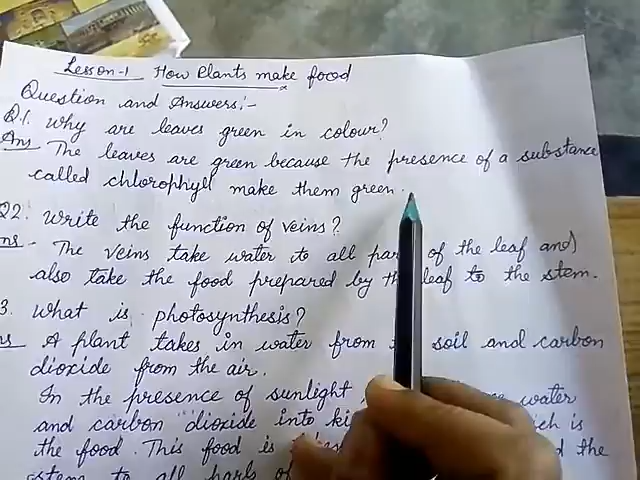 Lesson-1 How Plants make food
Question and Answers:-
Q.1. Why are leaves green in colour?
Ans The leaves are green because the presence of a substance
called chlorophyll make them green.
Q2. Write the function of veins?
ns - The veins take water to all par of the leaf and
also take the food prepared by th leaf to the stem.
3. What is photosynthesis?
ns A plant takes in water from soil and carbon
dioxide from the air.
In the presence of sunlight water
and carbon dioxide into ki ich is
the food. This food is the
stem to all parts of